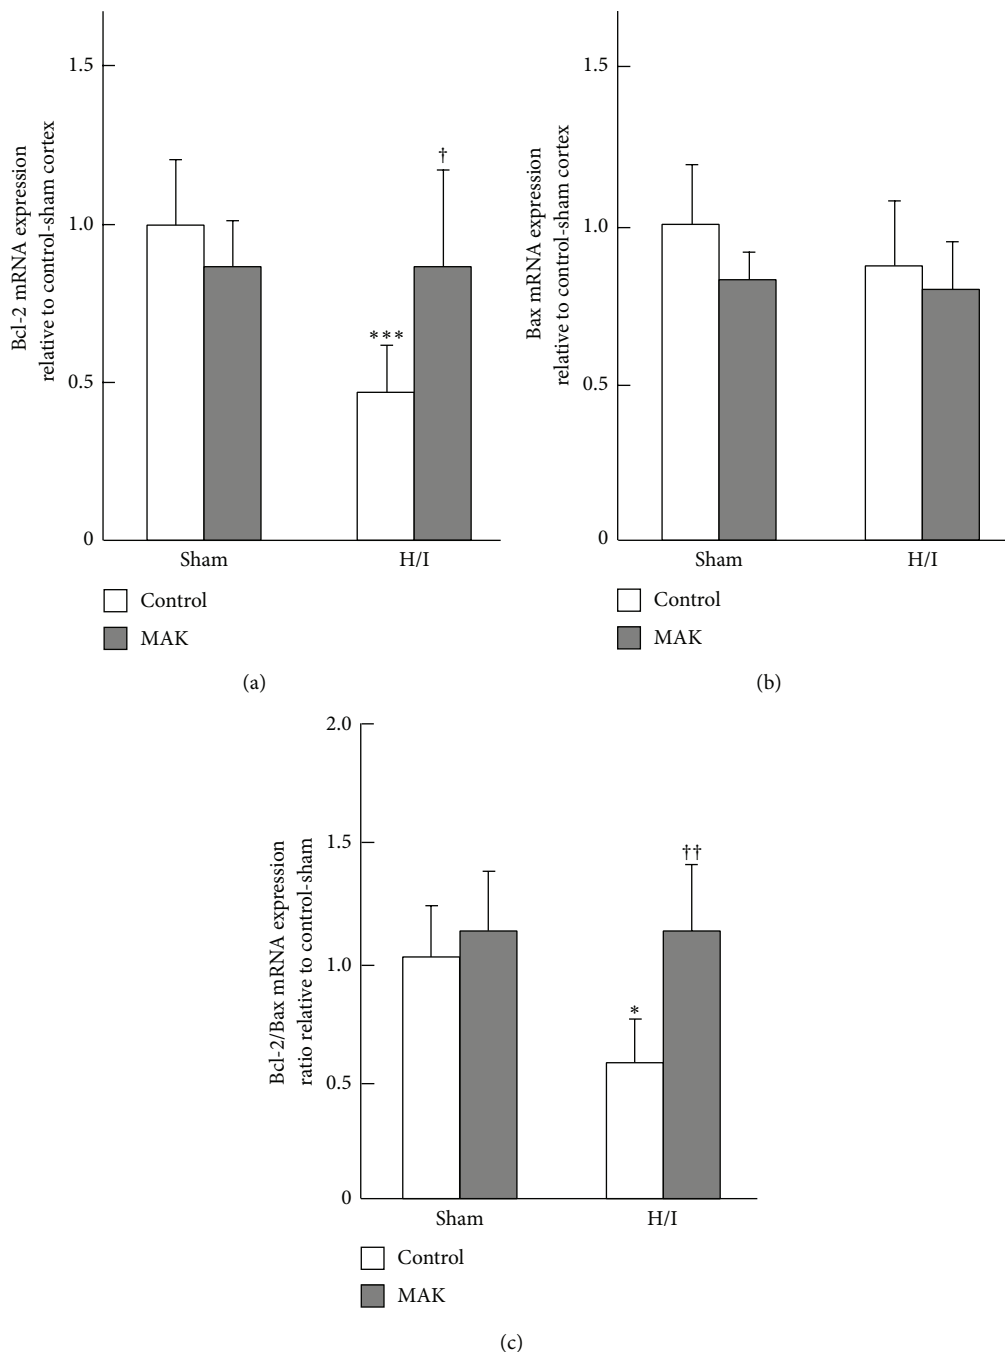 1.5
1.0
0.5
0
Bcl-2 mRNA expression
relative to control-sham cortex
***
†
Sham
H/I
Control
MAK
(a)
1.5
1.0
0.5
0
Bax mRNA expression
relative to control-sham cortex
Sham
H/I
Control
MAK
(b)
2.0
1.5
1.0
0.5
0
Bcl-2/Bax mRNA expression
ratio relative to control-sham
*
††
Sham
H/I
Control
MAK
(c)